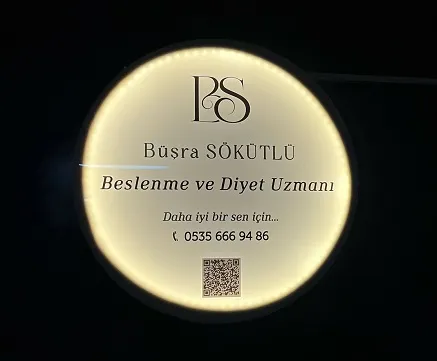 BS
Büşra SÖKÜTLÜ
Beslenme ve Diyet Uzmanı
Daha iyi bir sen için...
0535 666 94 86